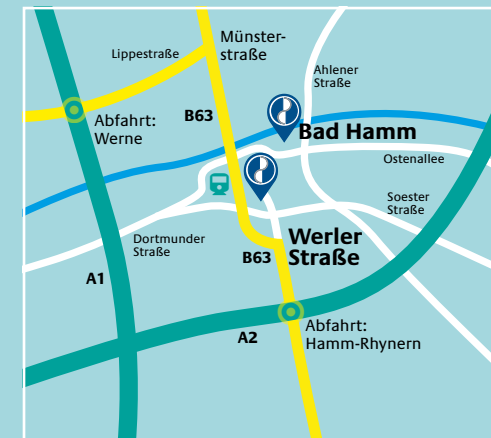 Münster-
straße
Lippestraße
Ahlener
Straße
B63
Abfahrt:
Werne
Bad Hamm
Ostenallee
Soester
Straße
Dortmunder
Straße
Werler
Straße
B63
A1
A2
Abfahrt:
Hamm-Rhynern